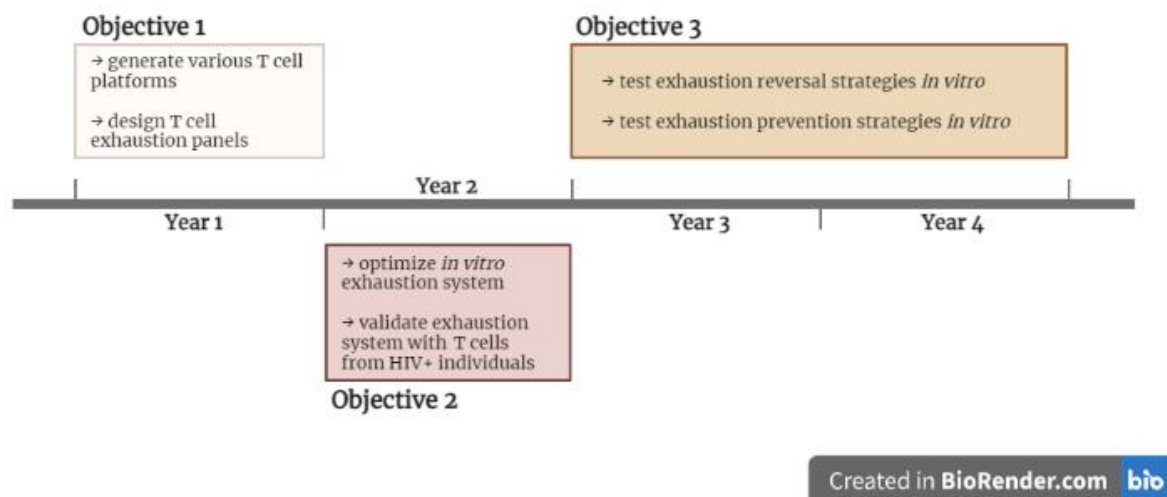 Objective 1
→ generate various T cell
platforms
→ design T cell
exhaustion panels
Objective 3
→ test exhaustion reversal strategies in vitro
→ test exhaustion prevention strategies in vitro
Year 2
Year 1
Year 3
Year 4
→ optimize in vitro
exhaustion system
→ validate exhaustion
system with T cells
from HIV+ individuals
Objective 2
Created in BioRender.com bio